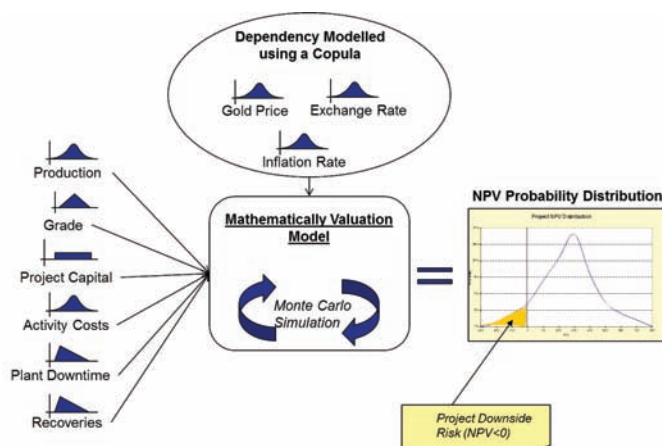 Dependency Modelled
using a Copula
Gold Price
Exchange Rate
Inflation Rate
Production
Grade
Project Capital
Activity Costs
Plant Downtime
Recoveries
Mathematically Valuation
Model
Monte Carlo
Simulation
NPV Probability Distribution
Project NPV Distribution
Project Downside
Risk (NPV<0)